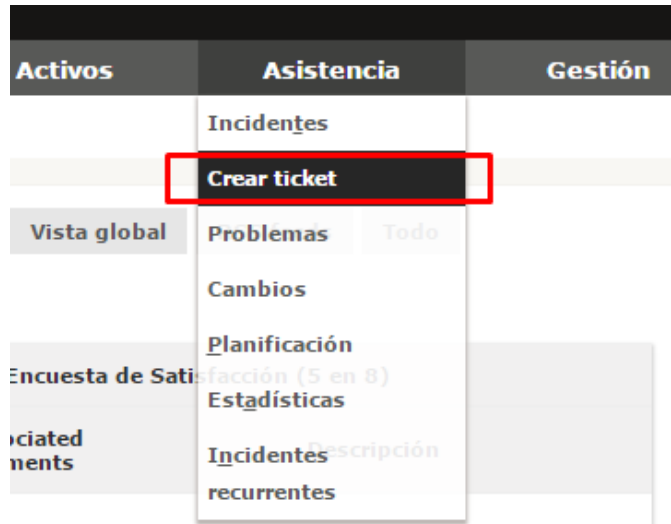 Activos Asistencia Gestión
Incidentes
Crear ticket
Vista global Problemas Todo
Cambios
Planificación
Encuesta de Satisfacción (5 en 8)
Estadísticas
ociated Descripción
ments Incidentes
recurrentes